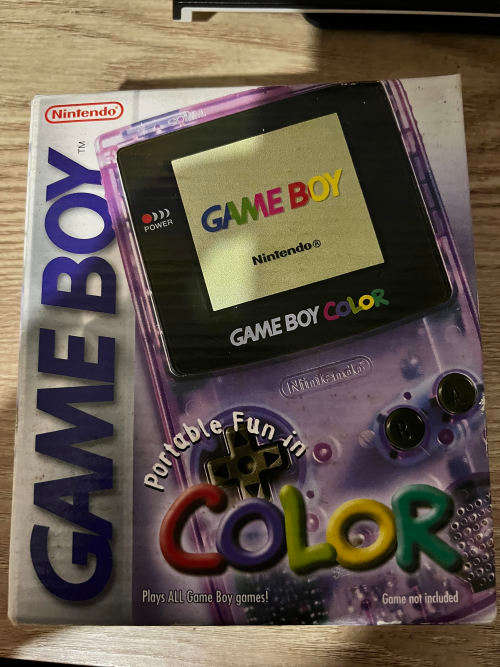 Nintendo®
GAME BOY™
POWER
GAME BOY
Nintendo®
GAME BOY COLOR
Nintendo®
Portable Fun in
COLOR
A
B
Plays ALL Game Boy games!
Game not included